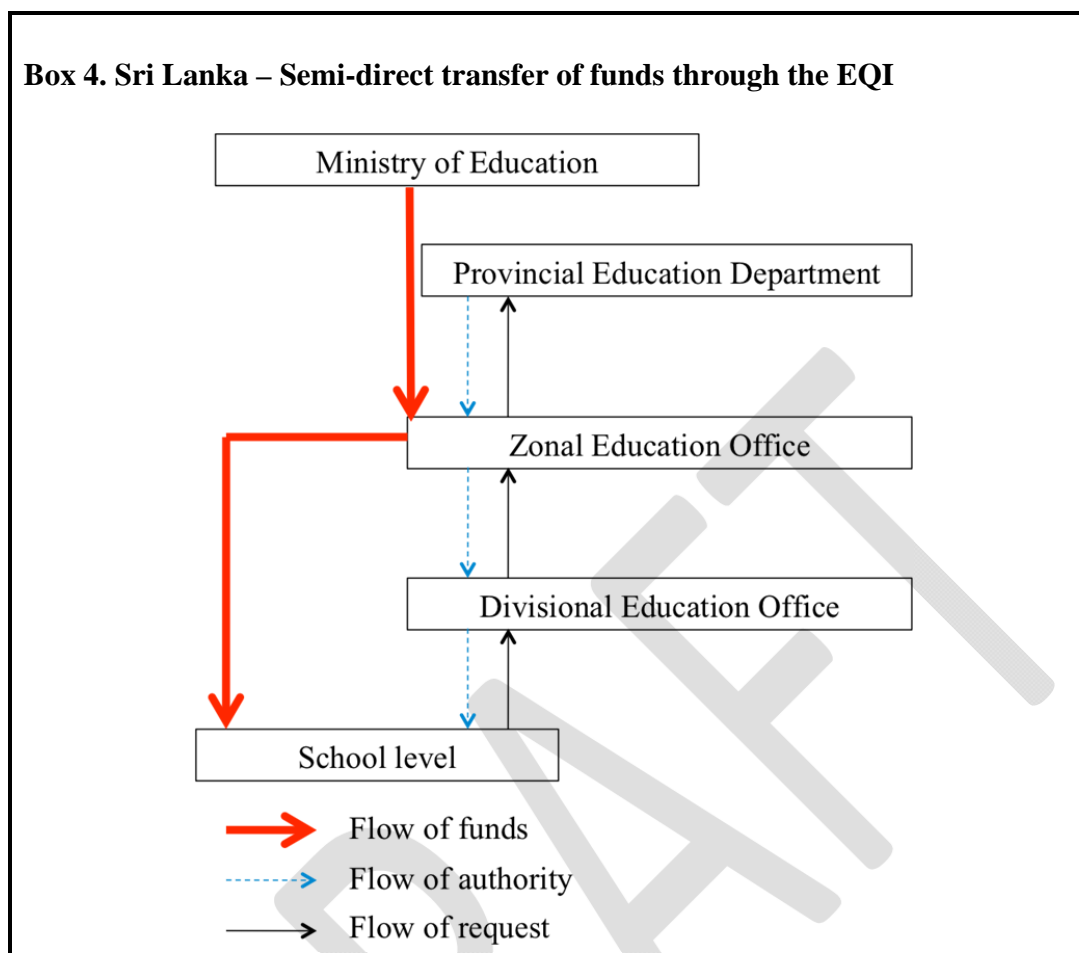 Box 4. Sri Lanka – Semi-direct transfer of funds through the EQI
Ministry of Education
Provincial Education Department
Zonal Education Office
Divisional Education Office
School level
Flow of funds
Flow of authority
Flow of request
DRAFT